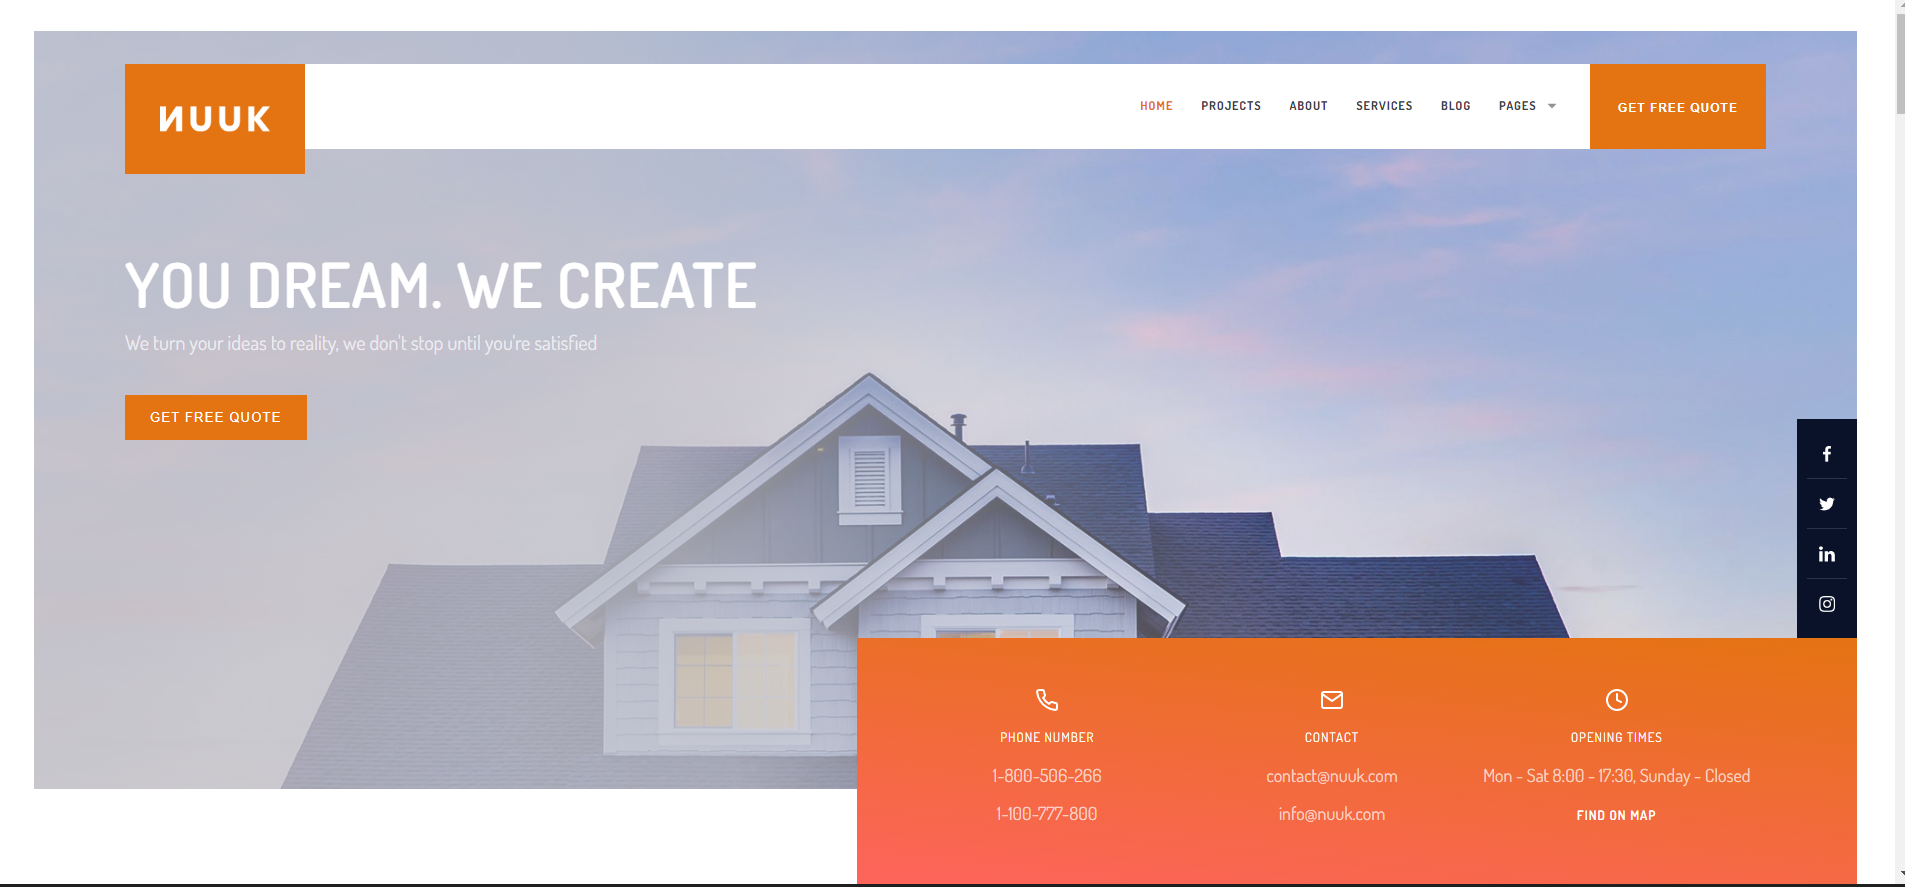 NUUK
HOME PROJECTS ABOUT SERVICES BLOG PAGES
GET FREE QUOTE
YOU DREAM. WE CREATE
We turn your ideas to reality, we don't stop until you're satisfied
GET FREE QUOTE
PHONE NUMBER
1-800-506-266
1-100-777-800
CONTACT
contact@nuuk.com
info@nuuk.com
OPENING TIMES
Mon - Sat 8:00 - 17:30, Sunday - Closed
FIND ON MAP